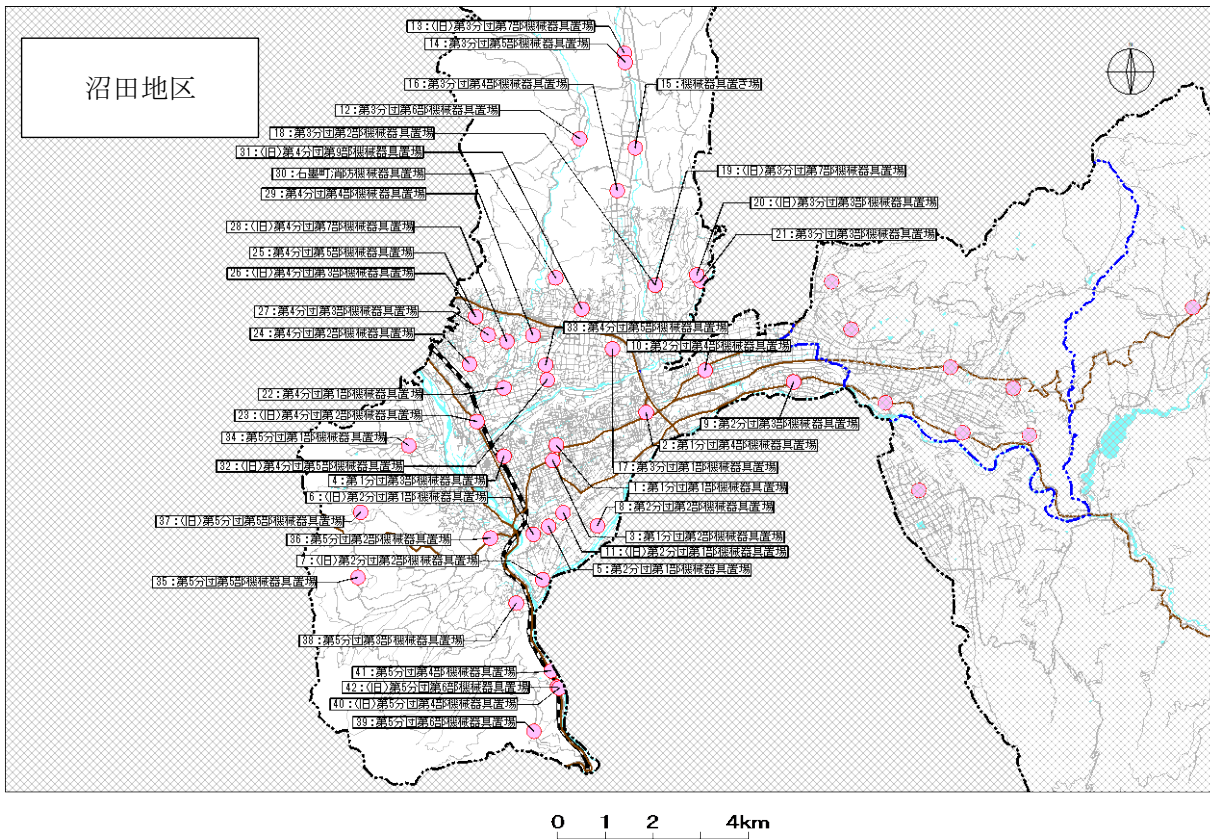 沼田地区
13:(旧)第3分団第7部機械器具置場
14:第3分団第5部機械器具置場
16:第3分団第4部機械器具置場
15:機械器具置き場
12:第3分団第6部機械器具置場
18:第3分団第2部機械器具置場
31:(旧)第4分団第9部機械器具置場
30:石墨町消防機械器具置場
19:(旧)第3分団第7部機械器具置場
29:第4分団第4部機械器具置場
20:(旧)第3分団第3部機械器具置場
28:(旧)第4分団第7部機械器具置場
21:第3分団第3部機械器具置場
25:第4分団第5部機械器具置場
26:(旧)第4分団第3部機械器具置場
27:第4分団第3部機械器具置場
33:第4分団第5部機械器具置場
24:第4分団第2部機械器具置場
10:第2分団第4部機械器具置場
22:第4分団第1部機械器具置場
23:(旧)第4分団第2部機械器具置場
9:第2分団第3部機械器具置場
34:第5分団第1部機械器具置場
2:第1分団第4部機械器具置場
32:(旧)第4分団第5部機械器具置場
17:第3分団第1部機械器具置場
4:第1分団第3部機械器具置場
1:第1分団第1部機械器具置場
6:(旧)第2分団第1部機械器具置場
8:第2分団第2部機械器具置場
37:(旧)第5分団第5部機械器具置場
36:第5分団第2部機械器具置場
3:第1分団第2部機械器具置場
11:(旧)第2分団第1部機械器具置場
7:(旧)第2分団第2部機械器具置場
5:第2分団第1部機械器具置場
35:第5分団第5部機械器具置場
38:第5分団第3部機械器具置場
41:第5分団第4部機械器具置場
42:(旧)第5分団第6部機械器具置場
40:(旧)第5分団第4部機械器具置場
39:第5分団第6部機械器具置場
0 1 2 4km